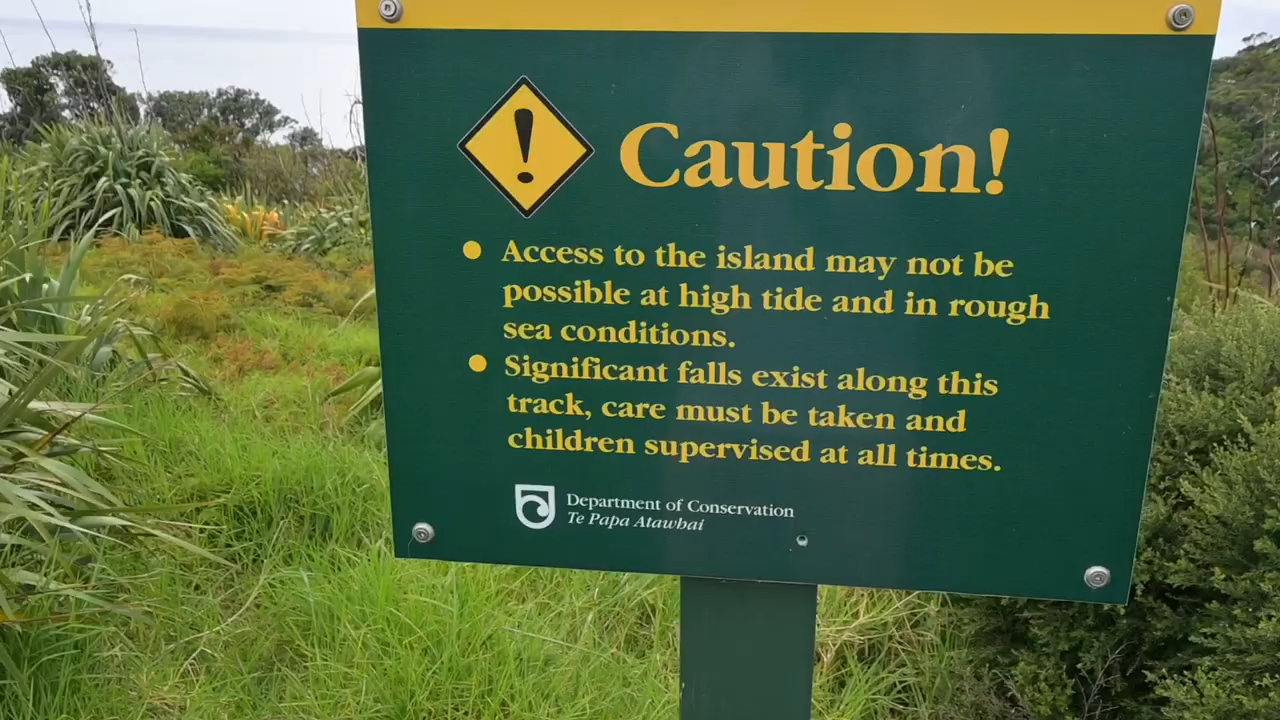 Caution!
• Access to the island may not be
possible at high tide and in rough
sea conditions.
• Significant falls exist along this
track, care must be taken and
children supervised at all times.
Department of Conservation
Te Papa Atawhai